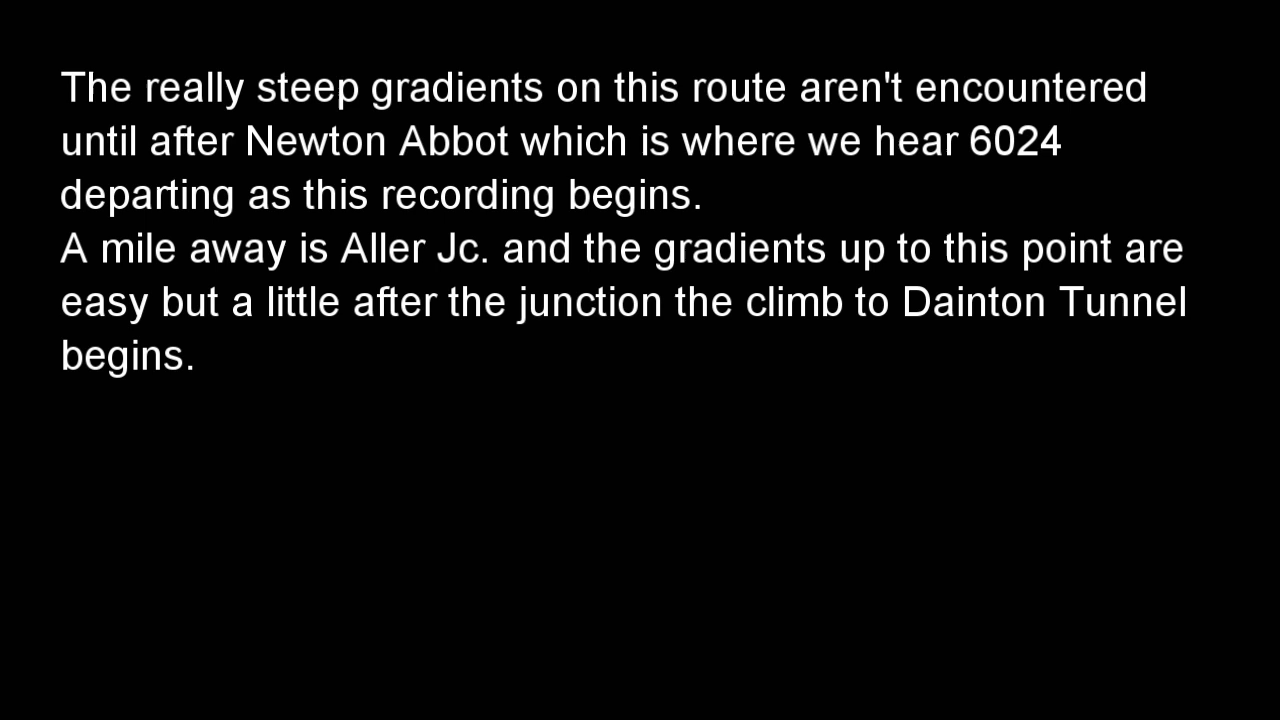 The really steep gradients on this route aren't encountered
until after Newton Abbot which is where we hear 6024
departing as this recording begins.
A mile away is Aller Jc. and the gradients up to this point are
easy but a little after the junction the climb to Dainton Tunnel
begins.